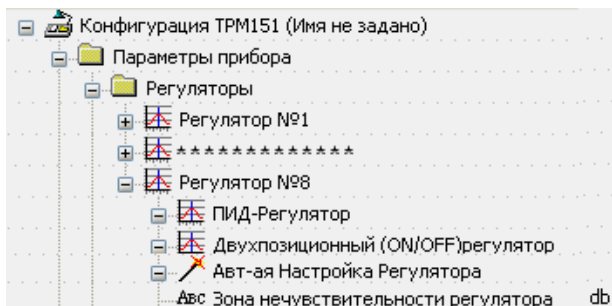 Конфигурация ТРМ151 (Имя не задано)
Параметры прибора
Регуляторы
Регулятор №1
*************
Регулятор №8
ПИД-Регулятор
Двухпозиционный (ON/OFF)регулятор
Авт-ая Настройка Регулятора
Авс Зона нечувствительности регулятора db